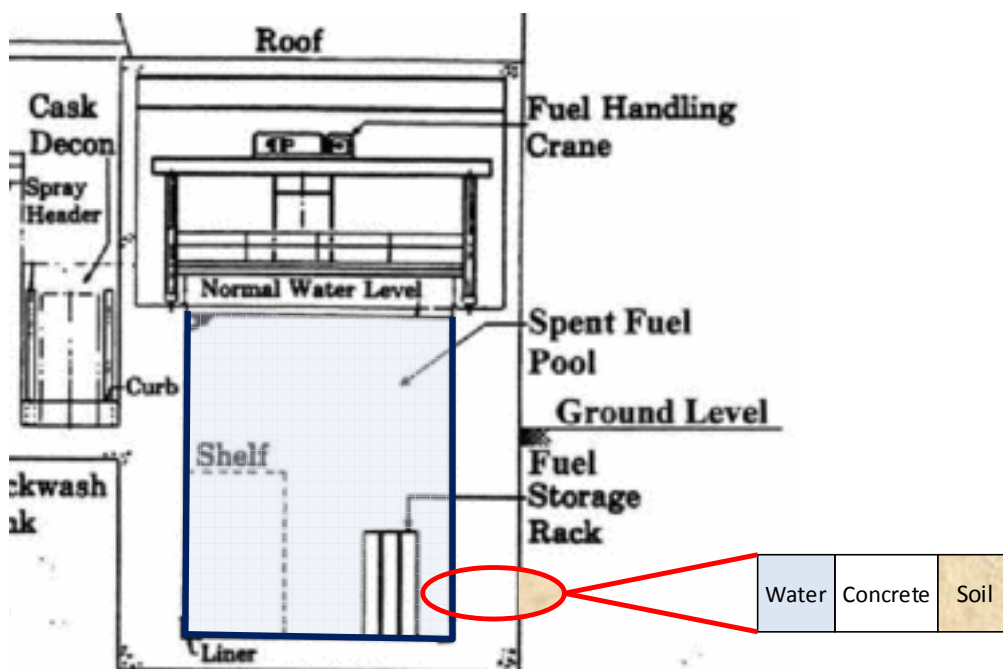 Roof
Cask
Decon
Fuel Handling
Crane
Spray
Header
Normal Water Level
Spent Fuel
Pool
Curb
Ground Level
Shelf
Fuel
Storage
Rack
ckwash
nk
Water
Concrete
Soil
Liner